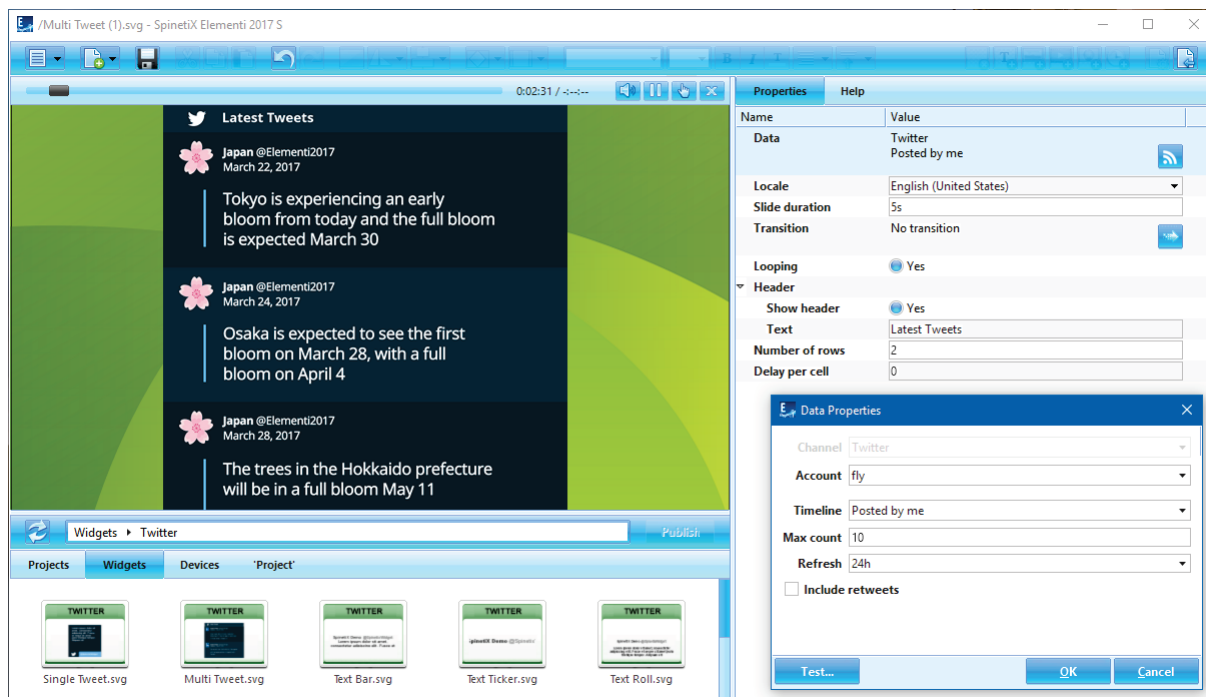 /Multi Tweet (1).svg - SpinetiX Elementi 2017 S
0:02:31 / -:--:--
Latest Tweets
Japan @Elementi2017
March 22, 2017
Tokyo is experiencing an early
bloom from today and the full bloom
is expected March 30
Japan @Elementi2017
March 24, 2017
Osaka is expected to see the first
bloom on March 28, with a full
bloom on April 4
Japan @Elementi2017
March 28, 2017
The trees in the Hokkaido prefecture
will be in a full bloom May 11
Properties Help
Name Value
Data Twitter
Posted by me
Locale English (United States)
Slide duration 5s
Transition No transition
Looping Yes
Header
Show header Yes
Text Latest Tweets
Number of rows 2
Delay per cell 0
Data Properties
Channel Twitter
Account fly
Timeline Posted by me
Max count 10
Refresh 24h
Include retweets
Test... OK Cancel
Widgets Twitter Publish
Projects Widgets Devices 'Project'
TWITTER TWITTER TWITTER TWITTER TWITTER
Single Tweet.svg Multi Tweet.svg Text Bar.svg Text Ticker.svg Text Roll.svg